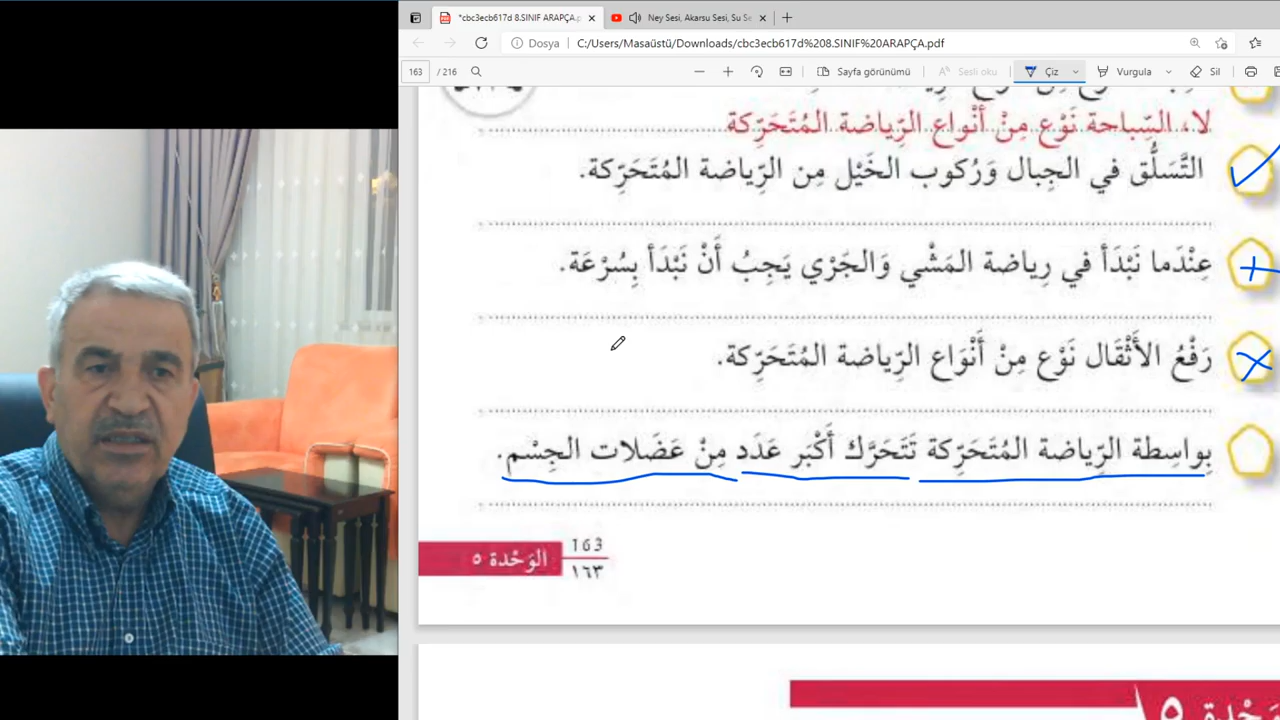 *cbc3ecb617d 8.SINIF ARAPÇA.p
Ney Sesi, Akarsu Sesi, Su Se
Dosya | C:/Users/Masaüstü/Downloads/cbc3ecb617d%208.SINIF%20ARAPÇA.pdf
163 / 216
Sayfa görünümü
Sesli oku
Çiz
Vurgula
Sil
لا، السِّباحة نَوْع مِنْ أنْواع الرِّياضة المُتَحَرِّكة
التَّسَلُّق في الجِبال وَرُكوب الخَيْل مِن الرِّياضة المُتَحَرِّكة.
عِنْدَما نَبْدَأ في رِياضة المَشْي وَالجَرْي يَجِبُ أَنْ نَبْدَأ بِسُرْعَة.
رَفْعُ الأَثْقَال نَوْع مِنْ أَنْوَاع الرِّياضة المُتَحَرِّكة.
بِواسِطة الرِّياضة المُتَحَرِّكة تَتَحَرَّك أَكْبَر عَدَد مِنْ عَضَلات الجِسْم.
163
الوَحْدة ٥
١٦٣